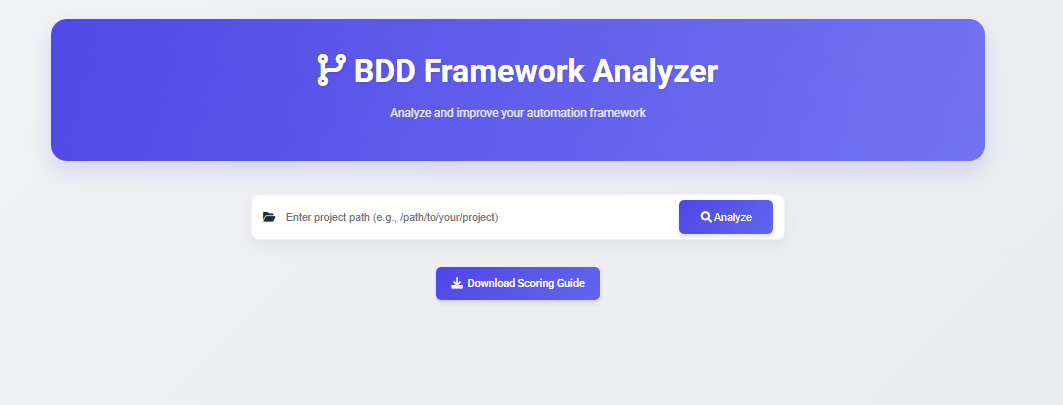 BDD Framework Analyzer
Analyze and improve your automation framework
Enter project path (e.g., /path/to/your/project)
Analyze
Download Scoring Guide